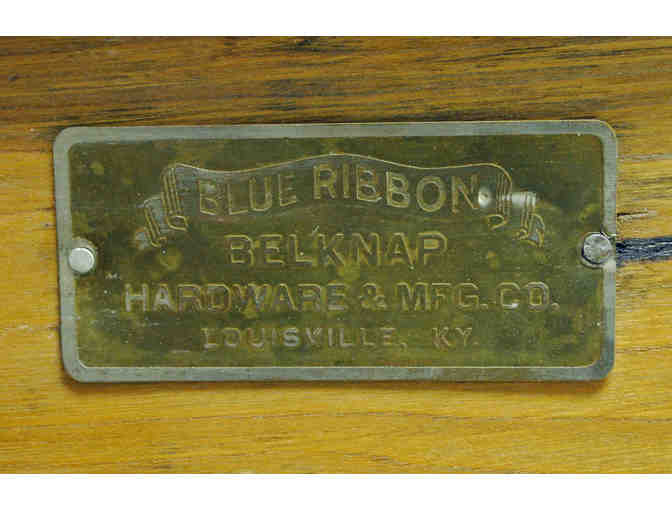 BLUE RIBBON
BELKNAP
HARDWARE & MFG. CO.
LOUISVILLE, KY.